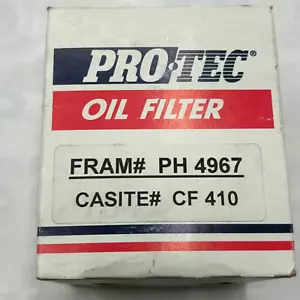 PRO·TEC®
OIL FILTER
FRAM# PH 4967
CASITE# CF 410